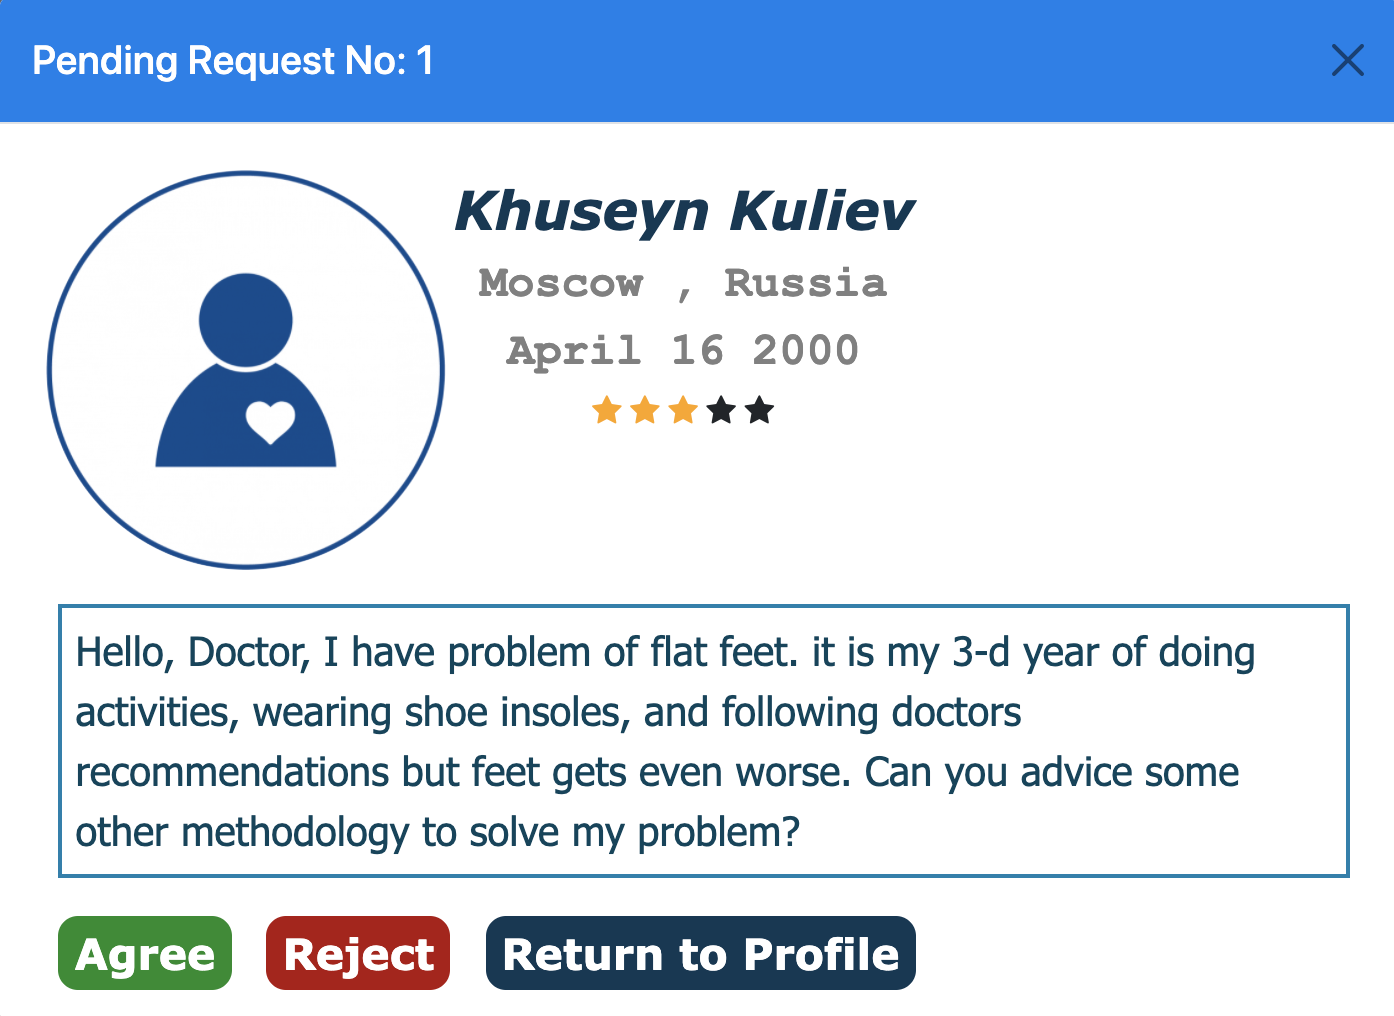 Pending Request No: 1
Khuseyn Kuliev
Moscow , Russia
April 16 2000
Hello, Doctor, I have problem of flat feet. it is my 3-d year of doing
activities, wearing shoe insoles, and following doctors
recommendations but feet gets even worse. Can you advice some
other methodology to solve my problem?
Agree
Reject
Return to Profile